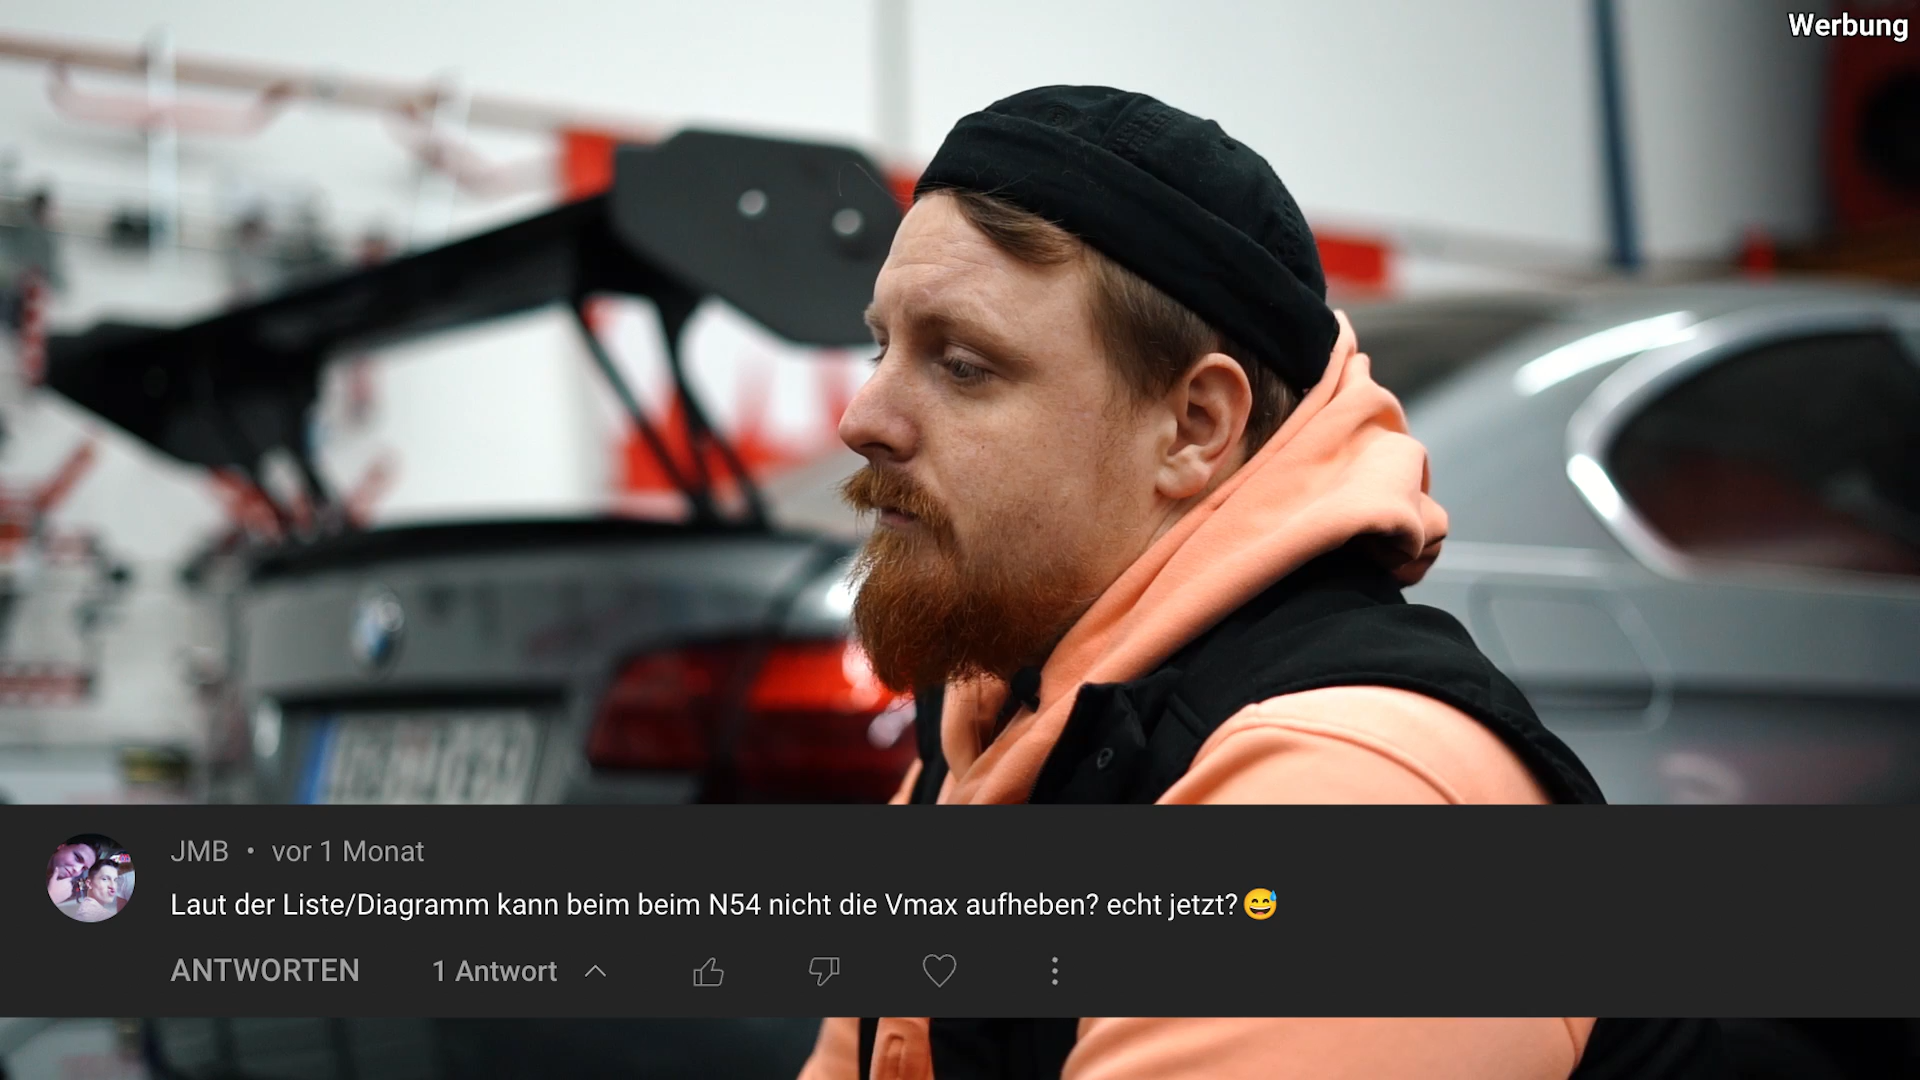 Werbung
JMB • vor 1 Monat
Laut der Liste/Diagramm kann beim beim N54 nicht die Vmax aufheben? echt jetzt?😅
ANTWORTEN 1 Antwort